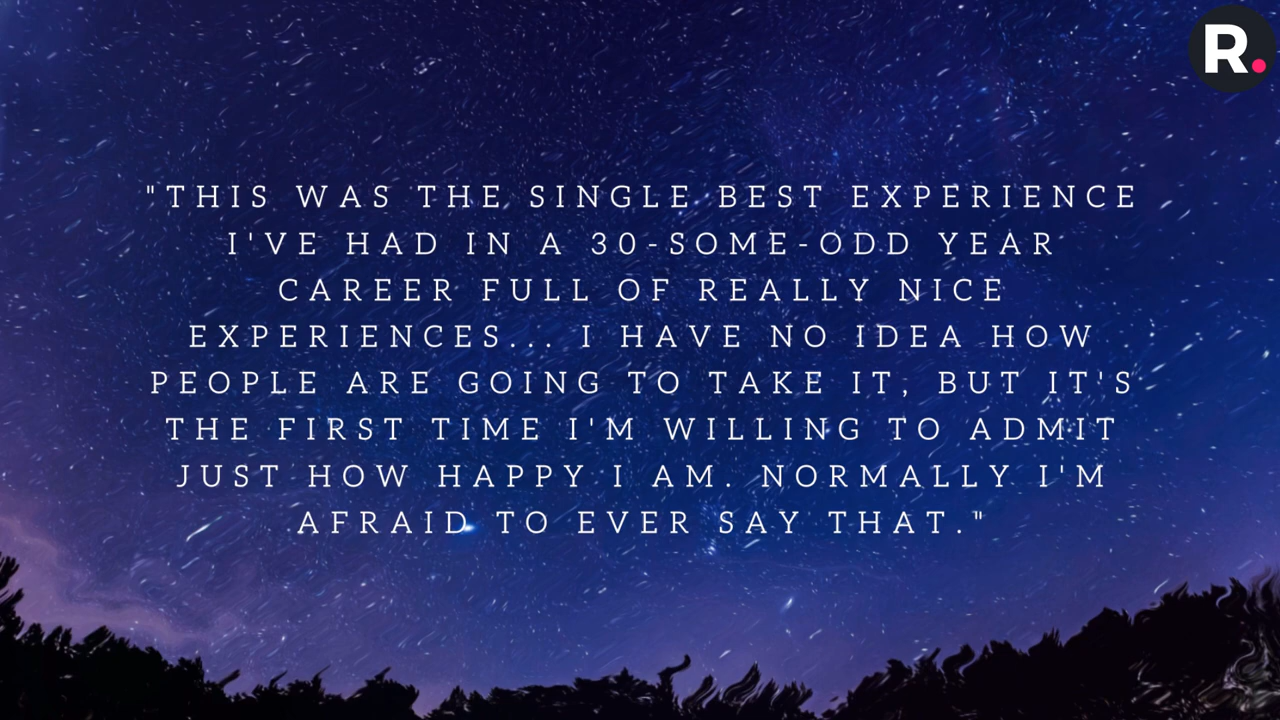 R.
"THIS WAS THE SINGLE BEST EXPERIENCE
I'VE HAD IN A 30-SOME-ODD YEAR
CAREER FULL OF REALLY NICE
EXPERIENCES... I HAVE NO IDEA HOW
PEOPLE ARE GOING TO TAKE IT, BUT IT'S
THE FIRST TIME I'M WILLING TO ADMIT
JUST HOW HAPPY I AM. NORMALLY I'M
AFRAID TO EVER SAY THAT."